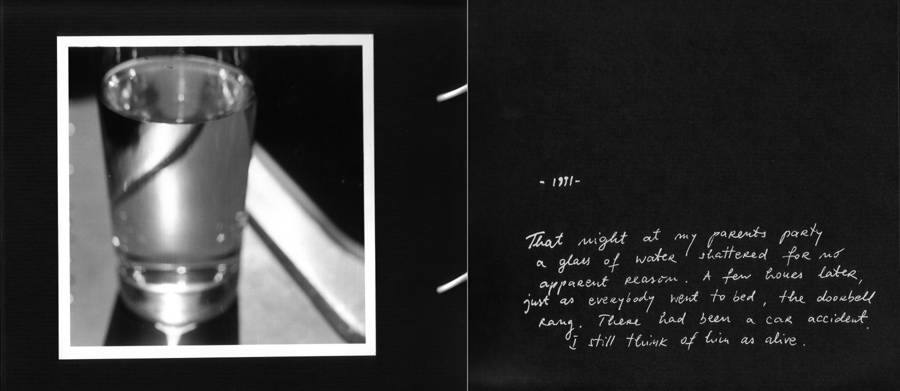 - 1991-
That night at my parents party
a glass of water shattered for no
apparent reason. A few hours later,
just as everybody went to bed, the doorbell
rang. There had been a car accident.
I still think of him as alive.